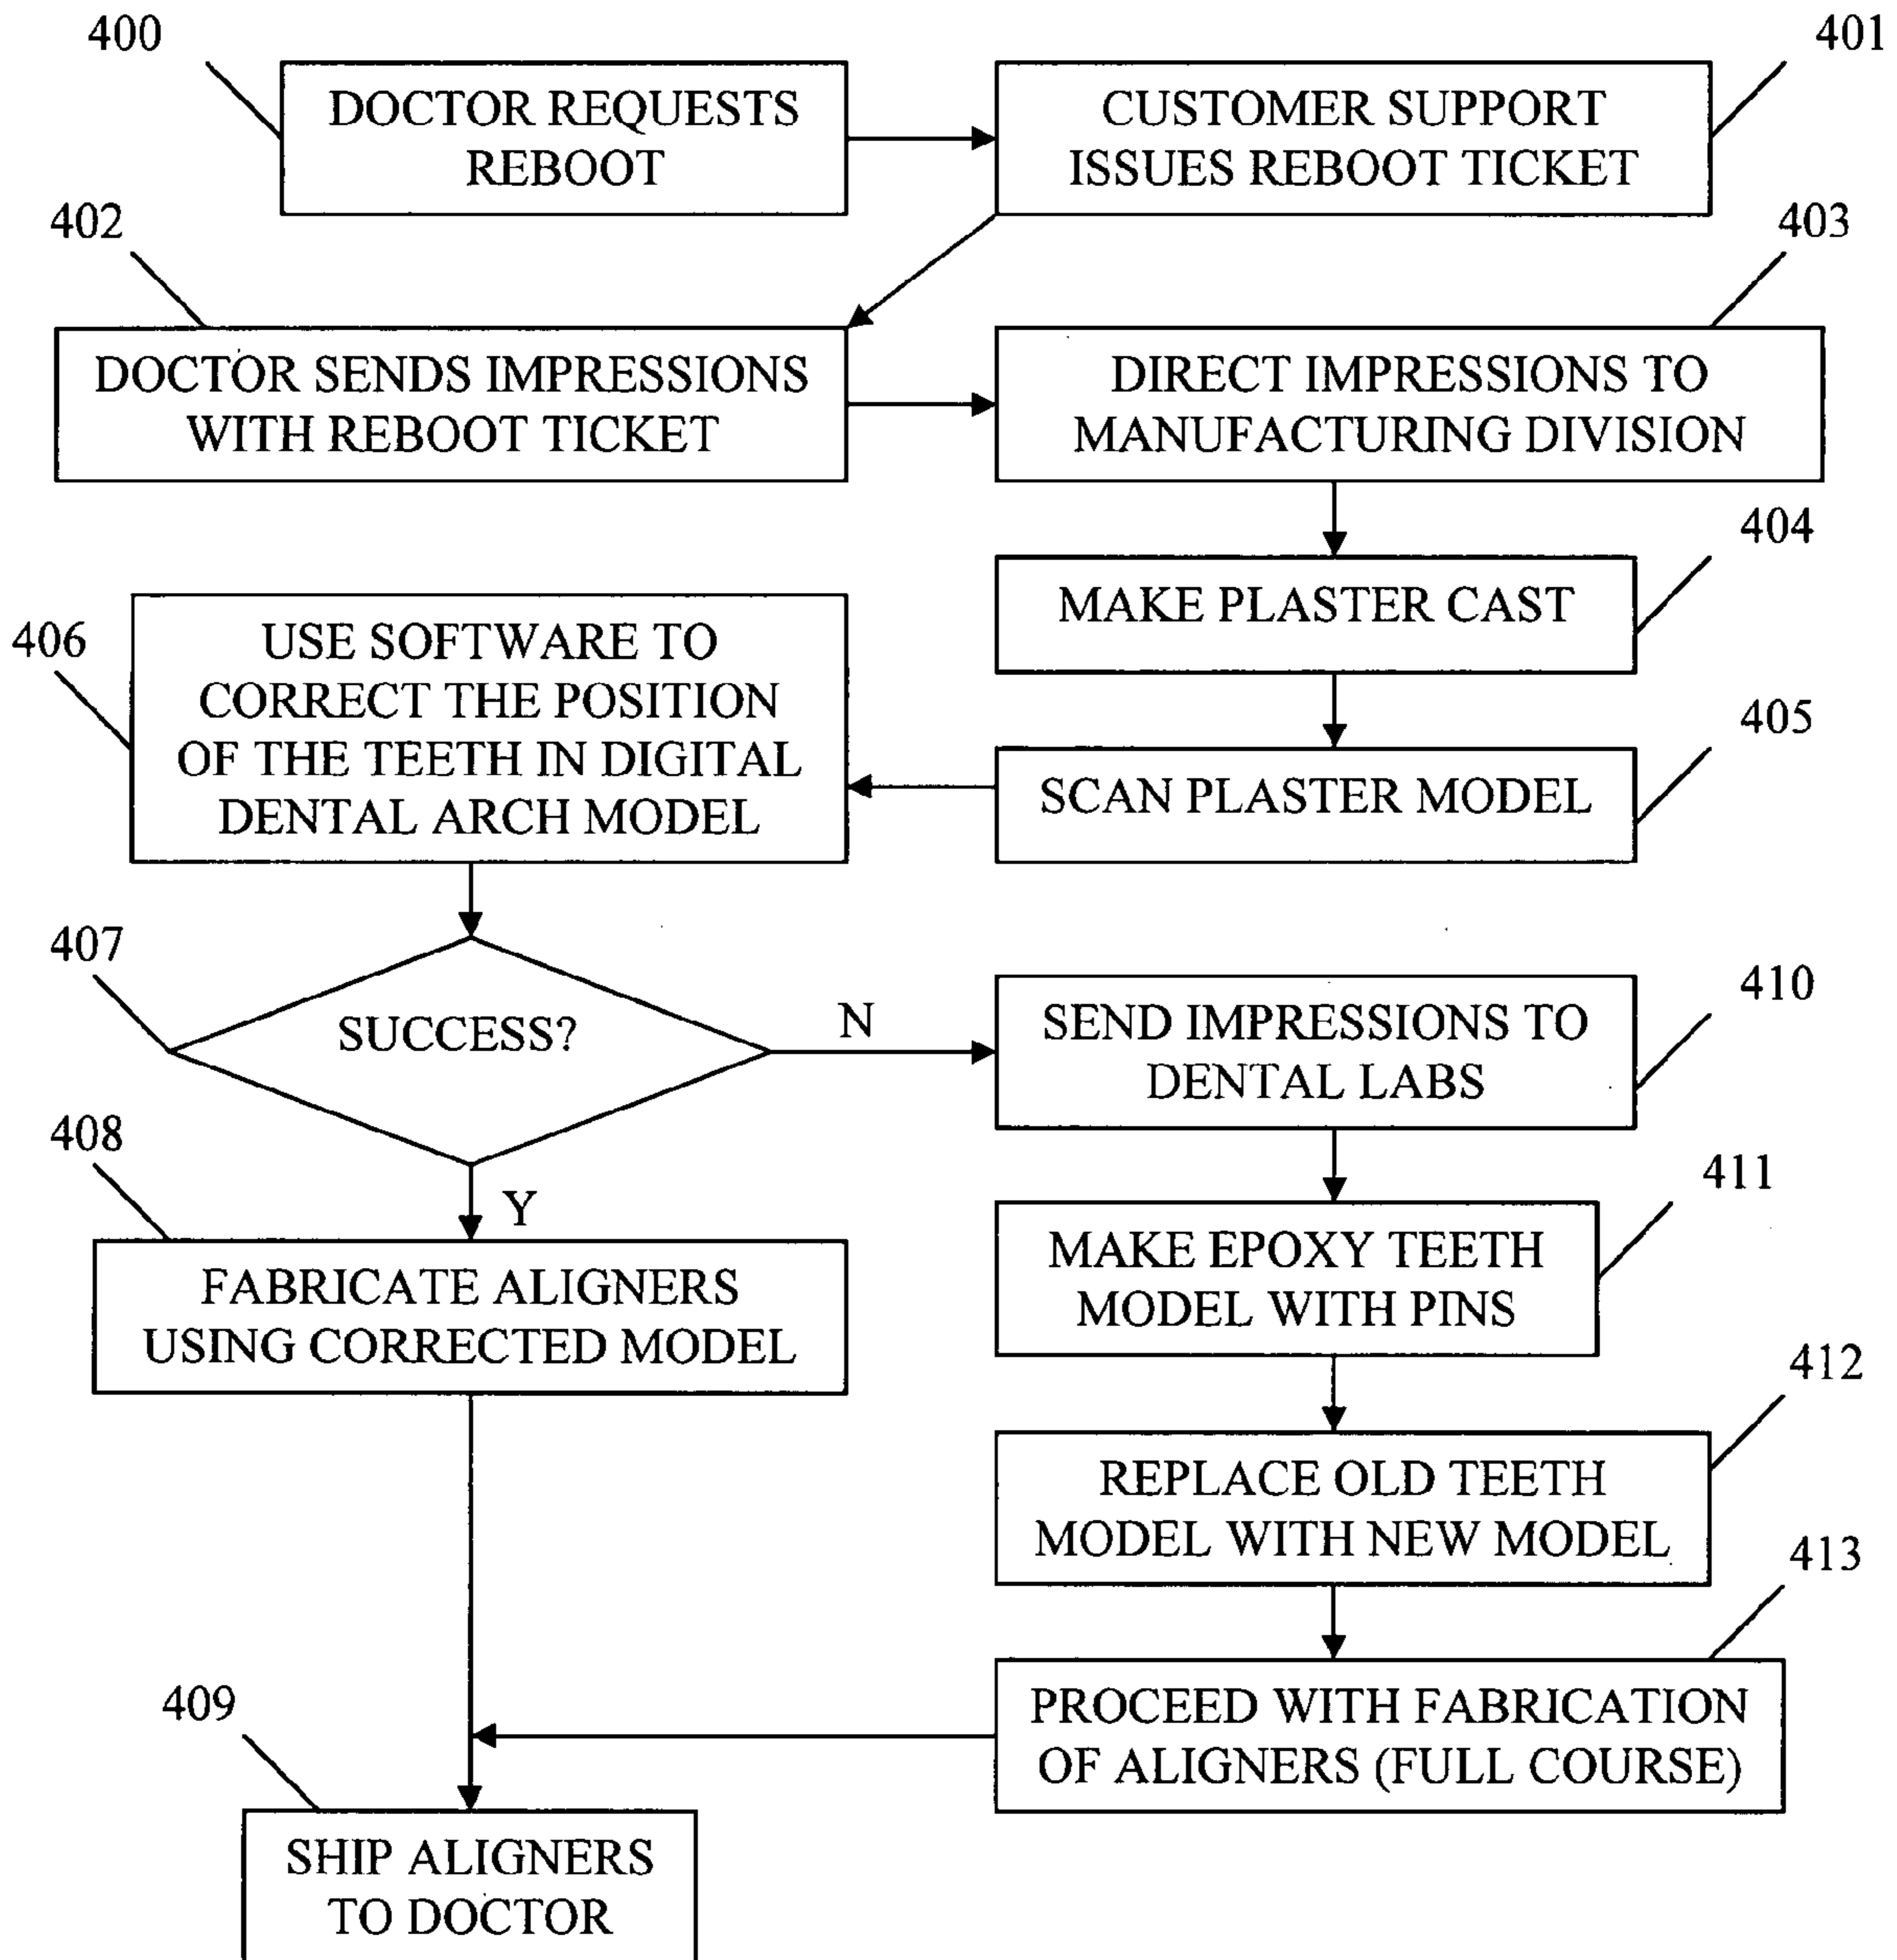 400
401
DOCTOR REQUESTS
REBOOT
CUSTOMER SUPPORT
ISSUES REBOOT TICKET
402
403
DOCTOR SENDS IMPRESSIONS
WITH REBOOT TICKET
DIRECT IMPRESSIONS TO
MANUFACTURING DIVISION
404
MAKE PLASTER CAST
405
SCAN PLASTER MODEL
406
USE SOFTWARE TO
CORRECT THE POSITION
OF THE TEETH IN DIGITAL
DENTAL ARCH MODEL
407
SUCCESS?
N
Y
410
SEND IMPRESSIONS TO
DENTAL LABS
408
FABRICATE ALIGNERS
USING CORRECTED MODEL
411
MAKE EPOXY TEETH
MODEL WITH PINS
412
REPLACE OLD TEETH
MODEL WITH NEW MODEL
413
PROCEED WITH FABRICATION
OF ALIGNERS (FULL COURSE)
409
SHIP ALIGNERS
TO DOCTOR